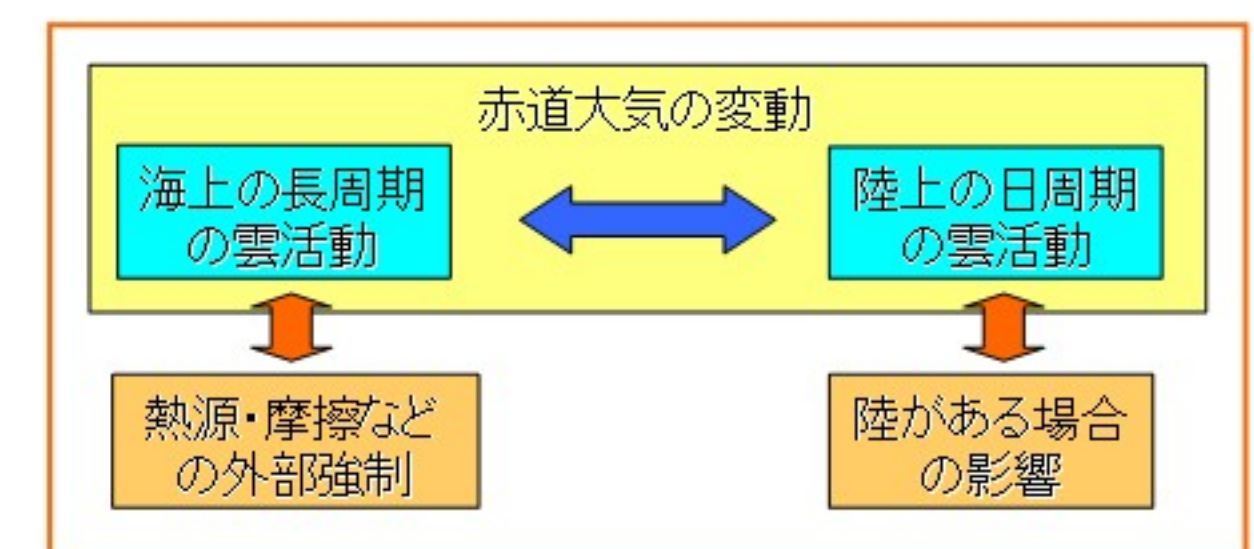 赤道大気の変動
海上の長周期
の雲活動
陸上の日周期
の雲活動
熱源・摩擦など
の外部強制
陸がある場合
の影響